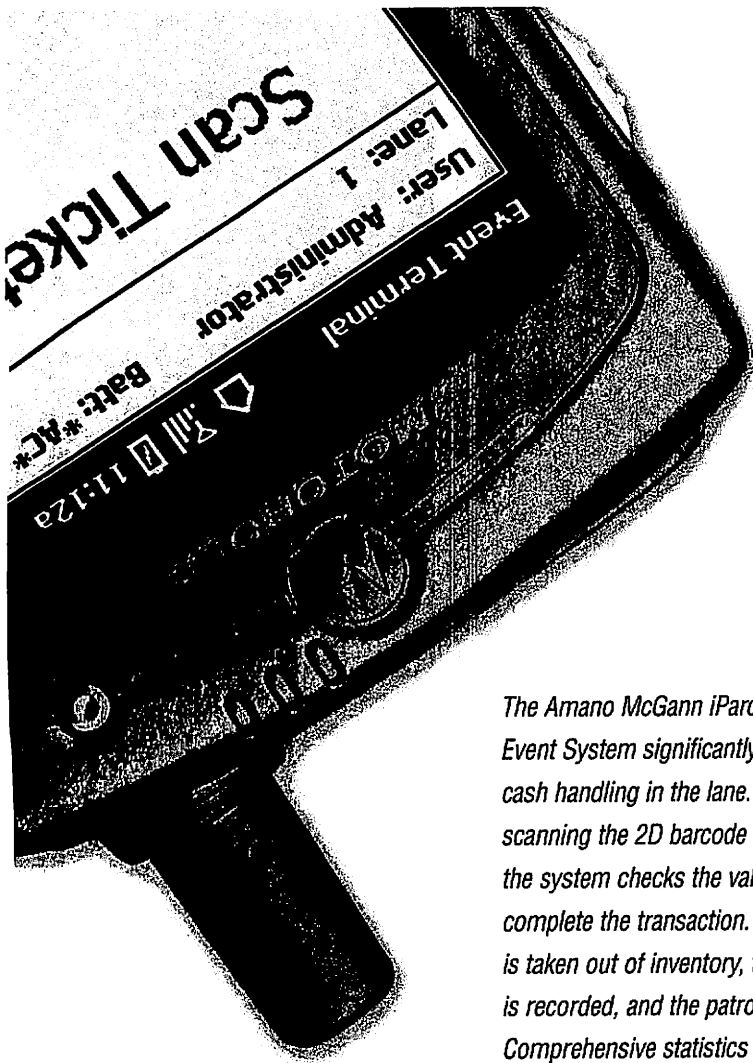 Scan Ticket
Lane: 1
User: Administrator
Batt: *AC*
Event Terminal
11:12a
MOTOROLA
The Amano McGann iParc
Event System significantly
cash handling in the lane.
scanning the 2D barcode
the system checks the val
complete the transaction.
is taken out of inventory, t
is recorded, and the patro
Comprehensive statistics